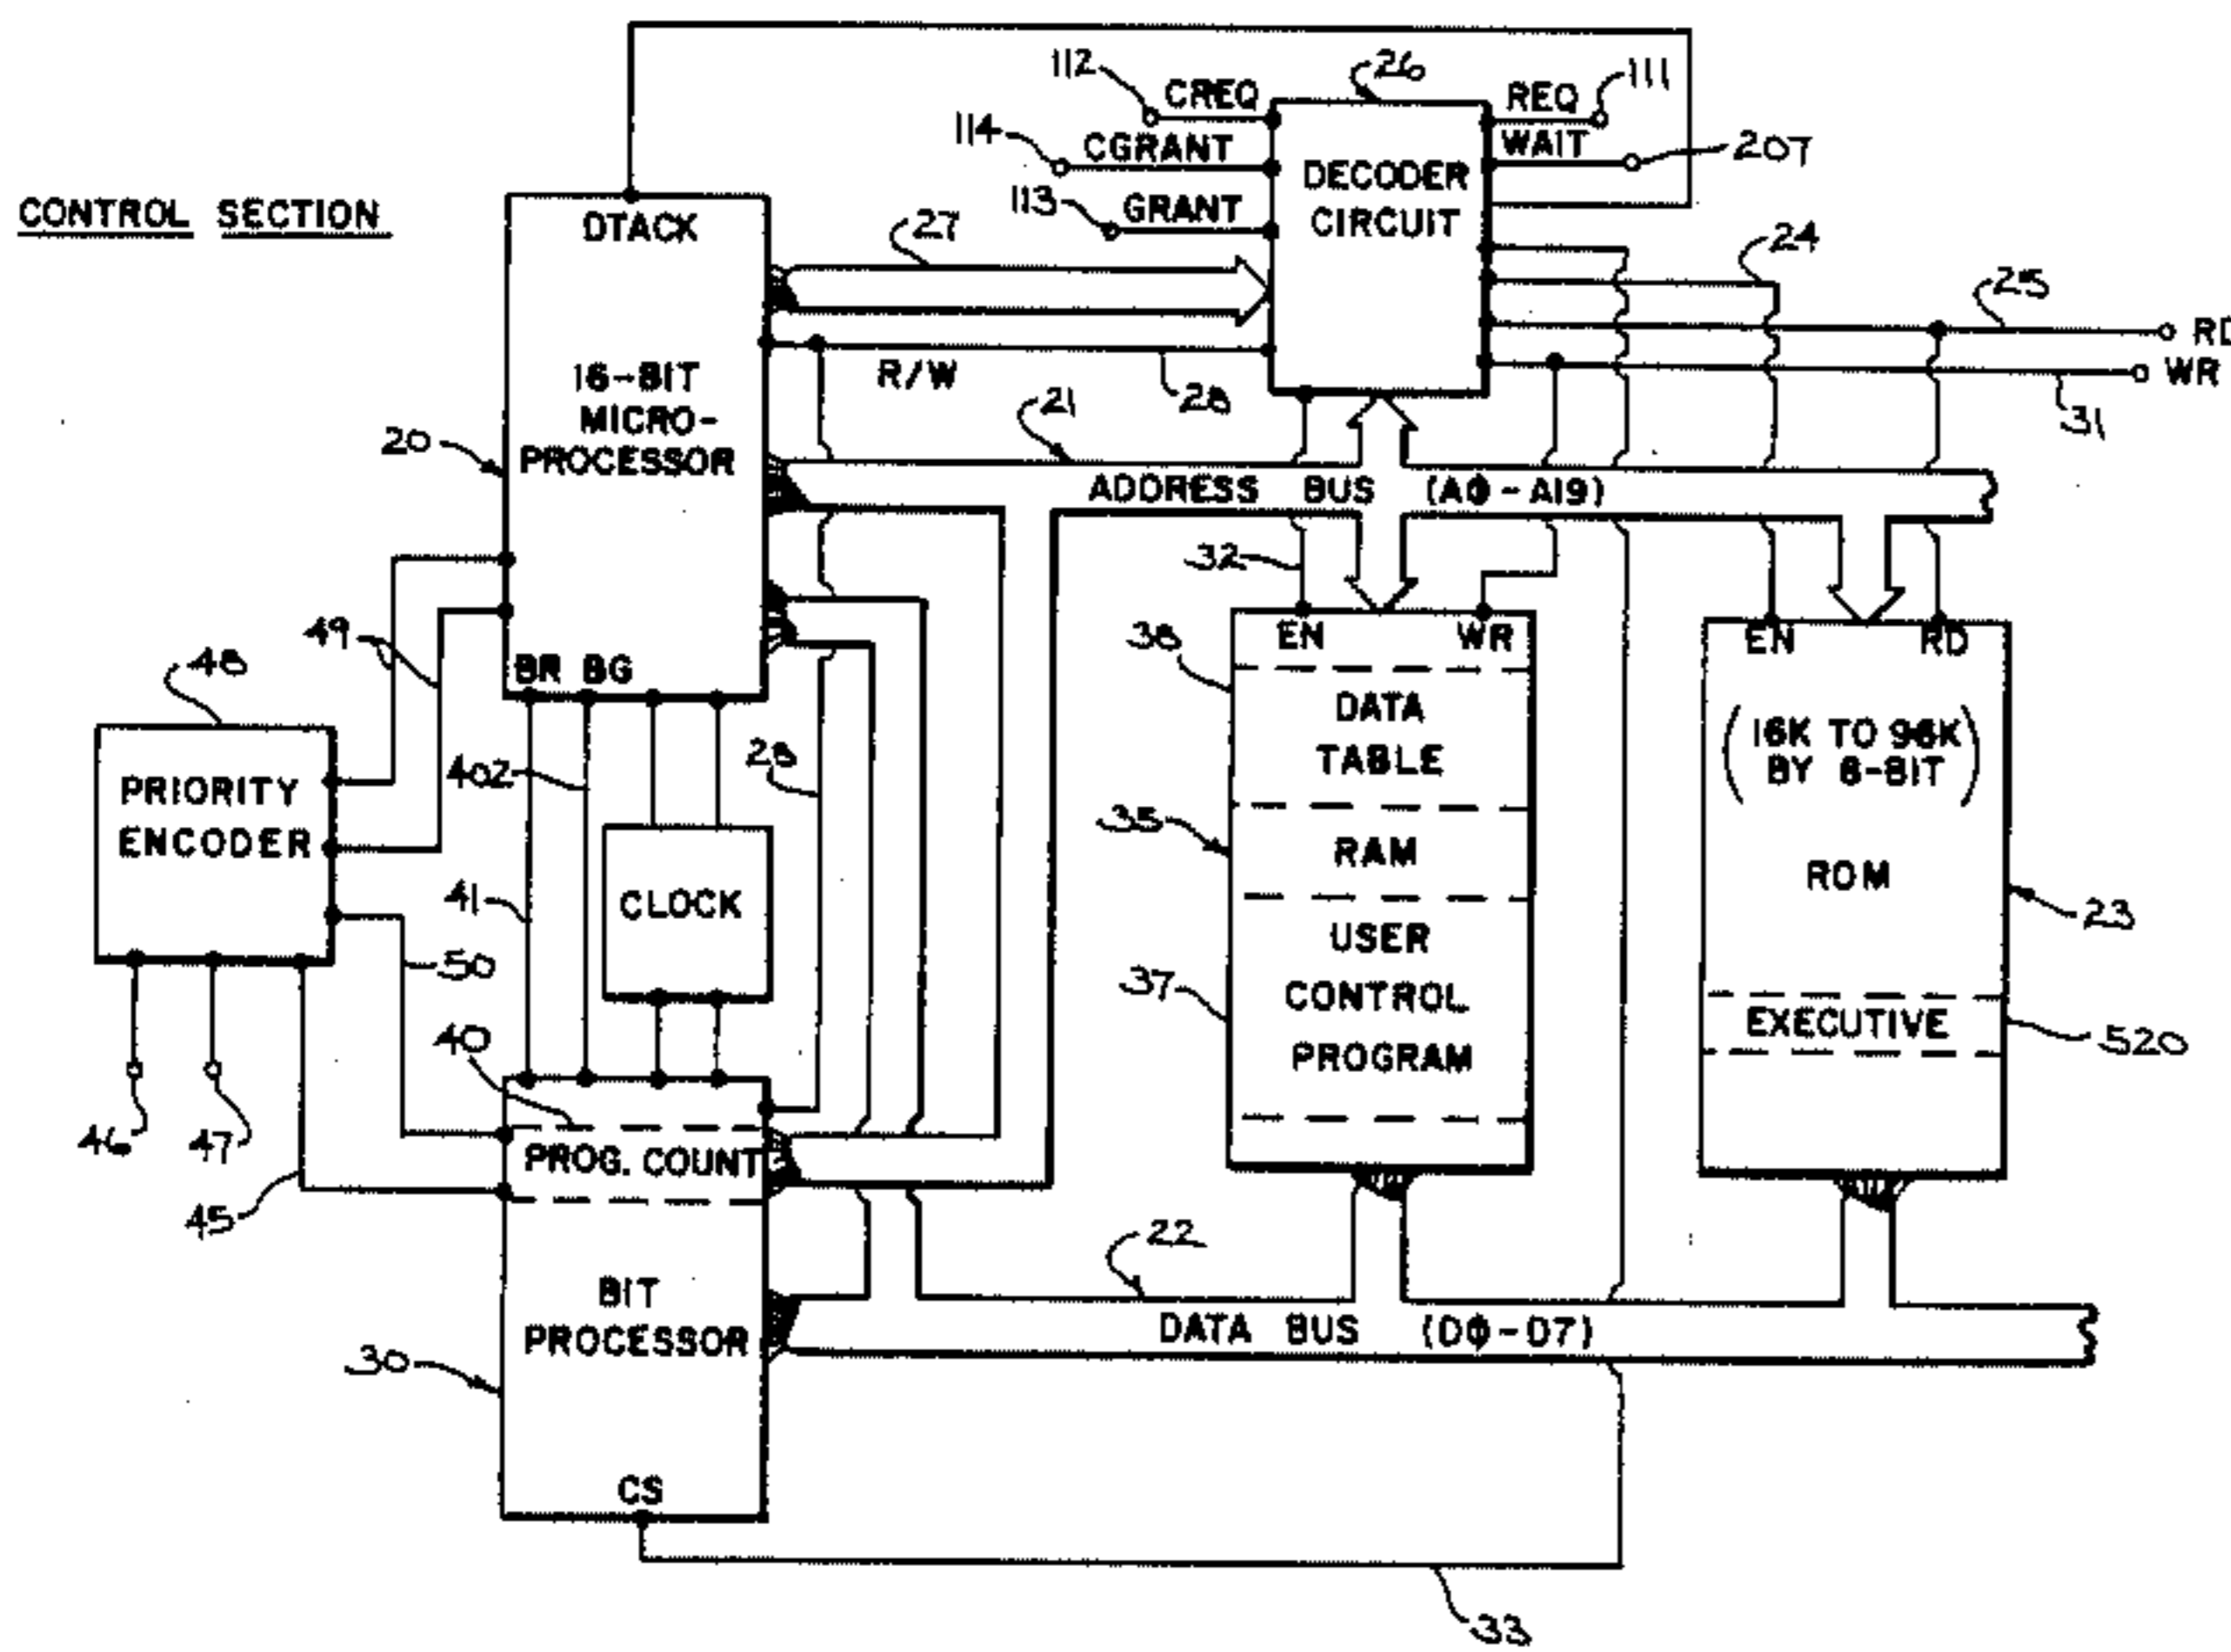 CONTROL SECTION
112
CREQ
114
CGRANT
113
GRANT
26
REQ
111
WAIT
207
DECODER
CIRCUIT
DTACK
27
24
25
RD
WR
31
16-BIT
MICRO-
PROCESSOR
20
R/W
28
21
ADDRESS BUS (AΦ-A19)
32
49
48
BR BG
PRIORITY
ENCODER
402
28
41
CLOCK
50
46
47
45
40
PROG. COUNT
BIT
PROCESSOR
30
CS
EN WR
36
DATA
TABLE
35
RAM
USER
CONTROL
PROGRAM
37
EN RD
(16K TO 96K
BY 8-BIT)
ROM
23
EXECUTIVE
520
22
DATA BUS (DΦ-D7)
33